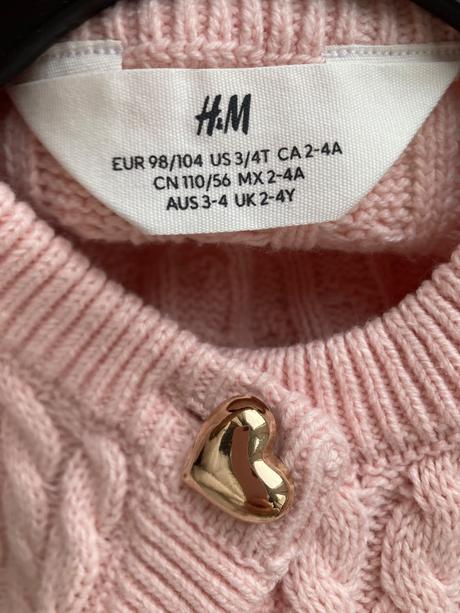 H&M
EUR 98/104 US 3/4T CA 2-4A
CN 110/56 MX 2-4A
AUS 3-4 UK 2-4Y